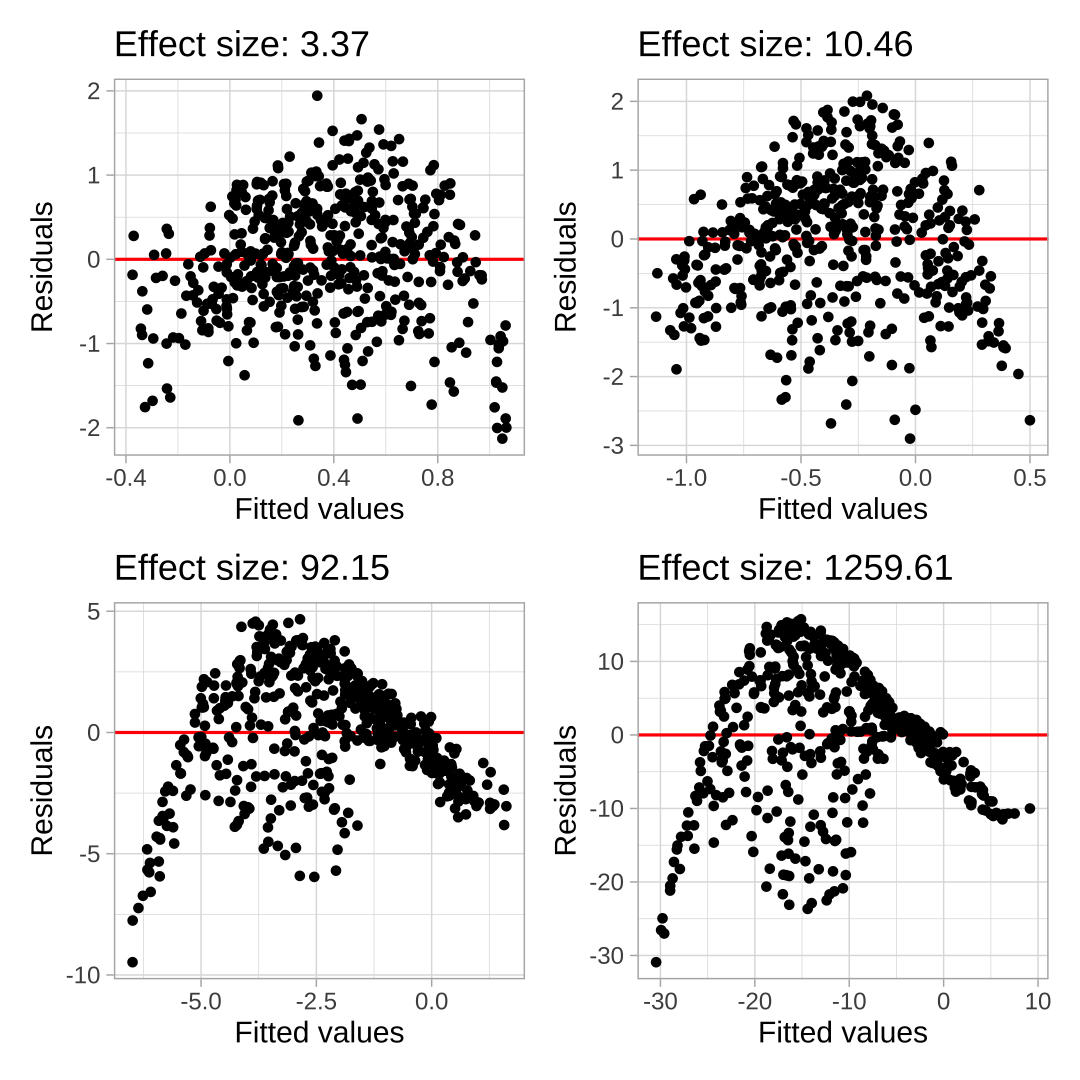 Effect size: 3.37
2
1
0
-1
-2
Residuals
-0.4 0.0 0.4 0.8
Fitted values
Effect size: 10.46
2
1
0
-1
-2
-3
Residuals
-1.0 -0.5 0.0 0.5
Fitted values
Effect size: 92.15
5
0
-5
-10
Residuals
-5.0 -2.5 0.0
Fitted values
Effect size: 1259.61
10
0
-10
-20
-30
Residuals
-30 -20 -10 0 10
Fitted values